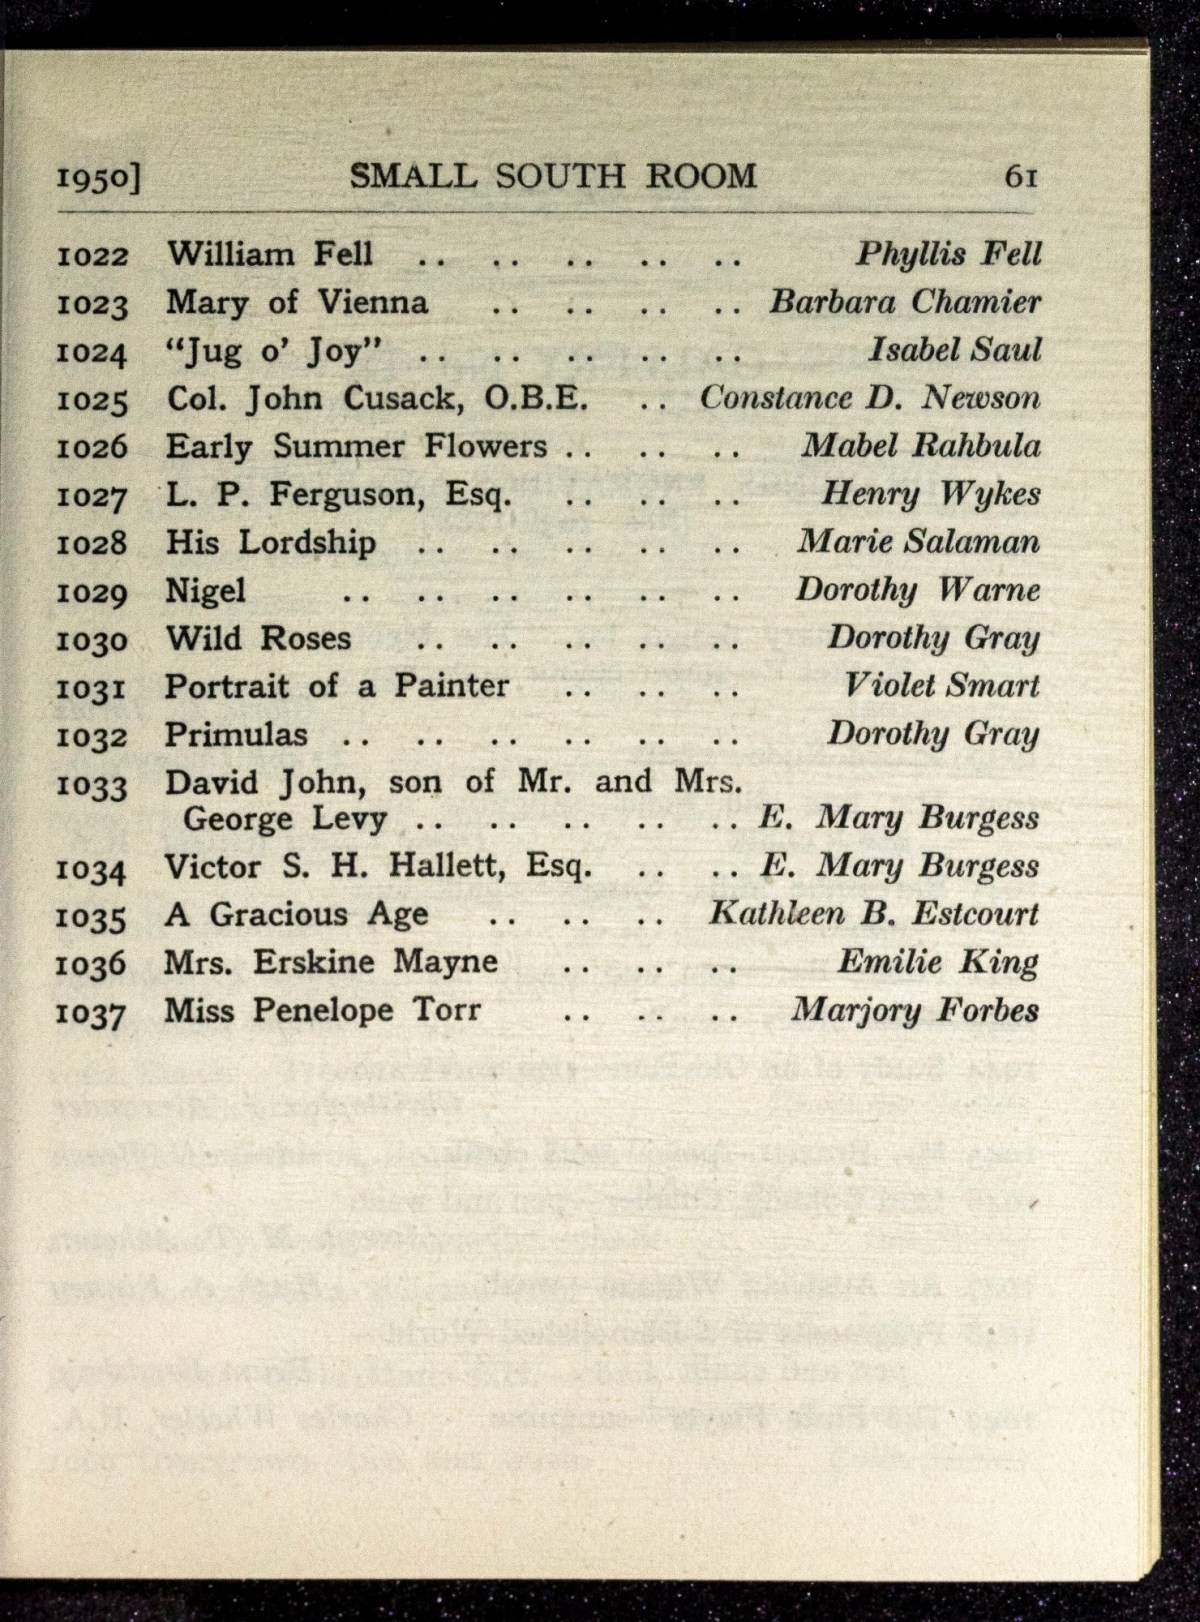 1950] SMALL SOUTH ROOM 61
1022 William Fell .. .. .. .. .. Phyllis Fell
1023 Mary of Vienna .. .. .. .. Barbara Chamier
1024 “Jug o’ Joy” .. .. .. .. .. Isabel Saul
1025 Col. John Cusack, O.B.E. .. Constance D. Newson
1026 Early Summer Flowers .. .. .. Mabel Rahbula
1027 L. P. Ferguson, Esq. .. .. .. Henry Wykes
1028 His Lordship .. .. .. .. .. Marie Salaman
1029 Nigel .. .. .. .. .. .. Dorothy Warne
1030 Wild Roses .. .. .. .. .. Dorothy Gray
1031 Portrait of a Painter .. .. .. Violet Smart
1032 Primulas .. .. .. .. .. .. Dorothy Gray
1033 David John, son of Mr. and Mrs.
George Levy .. .. .. .. .. E. Mary Burgess
1034 Victor S. H. Hallett, Esq. .. .. E. Mary Burgess
1035 A Gracious Age .. .. .. Kathleen B. Estcourt
1036 Mrs. Erskine Mayne .. .. .. Emilie King
1037 Miss Penelope Torr .. .. .. Marjory Forbes